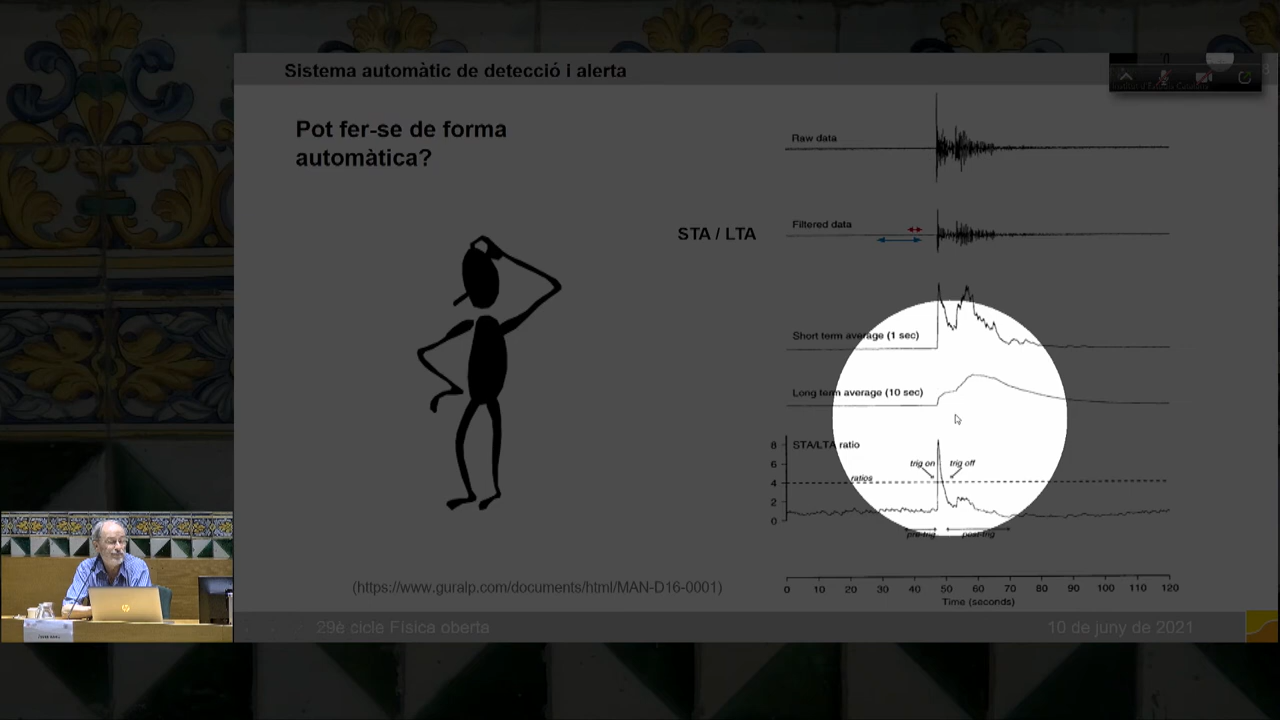 Sistema automàtic de detecció i alerta
Pot fer-se de forma
automàtica?
STA / LTA
Raw data
Filtered data
Short term average (1 sec)
Long term average (10 sec)
STA/LTA ratio
8
6
4
2
0
trig on
trig off
ratios
pre-trig
post-trig
0 10 20 30 40 50 60 70 80 90 100 110 120
Time (seconds)
(https://www.guralp.com/documents/html/MAN-D16-0001)
29è cicle Física oberta
10 de juny de 2021